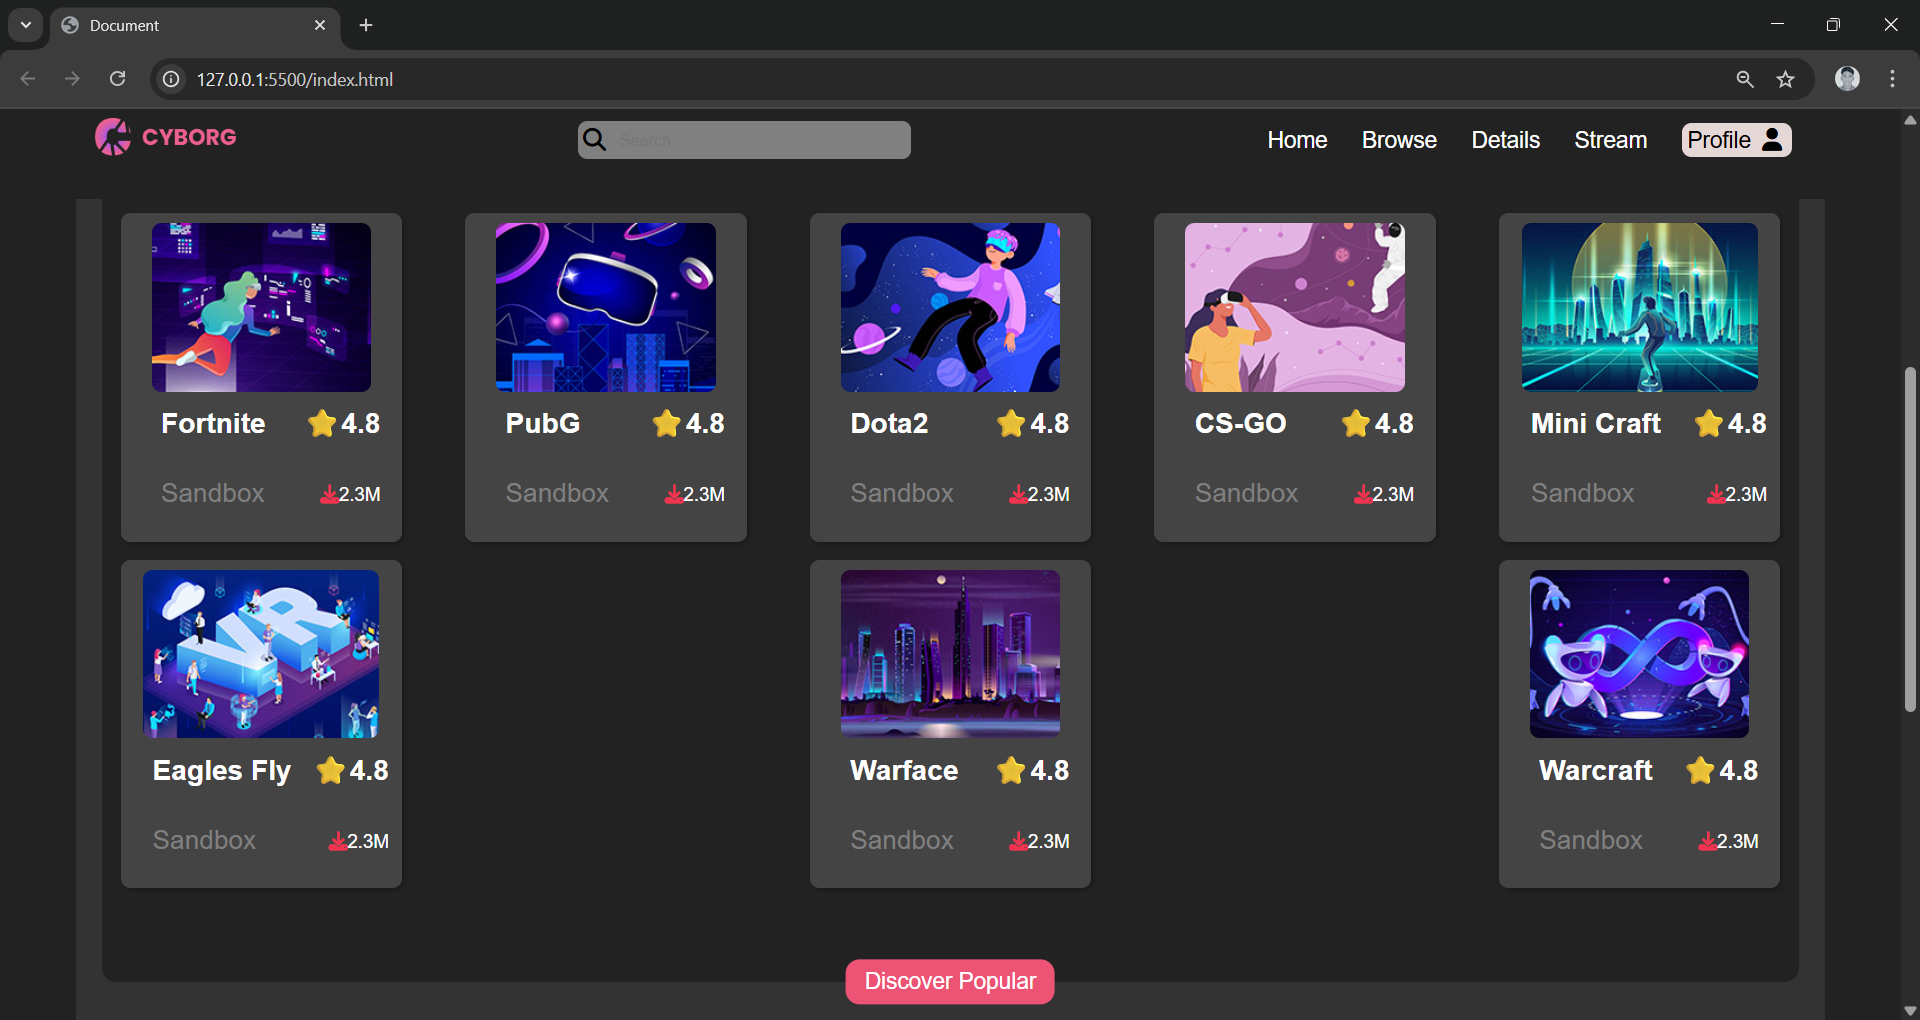 Document
127.0.0.1:5500/index.html
CYBORG
Search
Home Browse Details Stream Profile
Fortnite 4.8 PubG 4.8 Dota2 4.8 CS-GO 4.8 Mini Craft 4.8
Sandbox 2.3M Sandbox 2.3M Sandbox 2.3M Sandbox 2.3M Sandbox 2.3M
VR
Eagles Fly 4.8 Warface 4.8 Warcraft 4.8
Sandbox 2.3M Sandbox 2.3M Sandbox 2.3M
Discover Popular